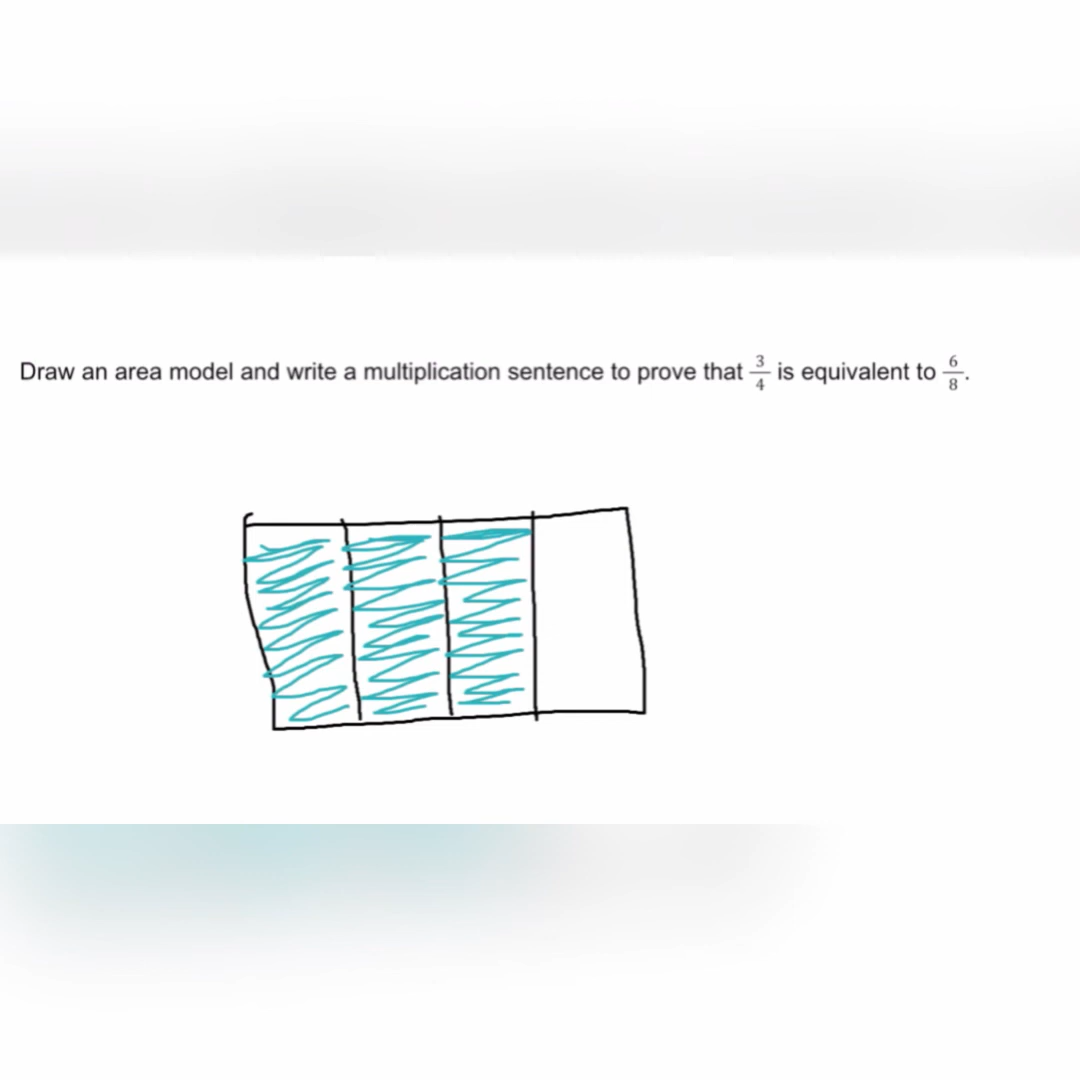 Draw an area model and write a multiplication sentence to prove that 3/4 is equivalent to 6/8.